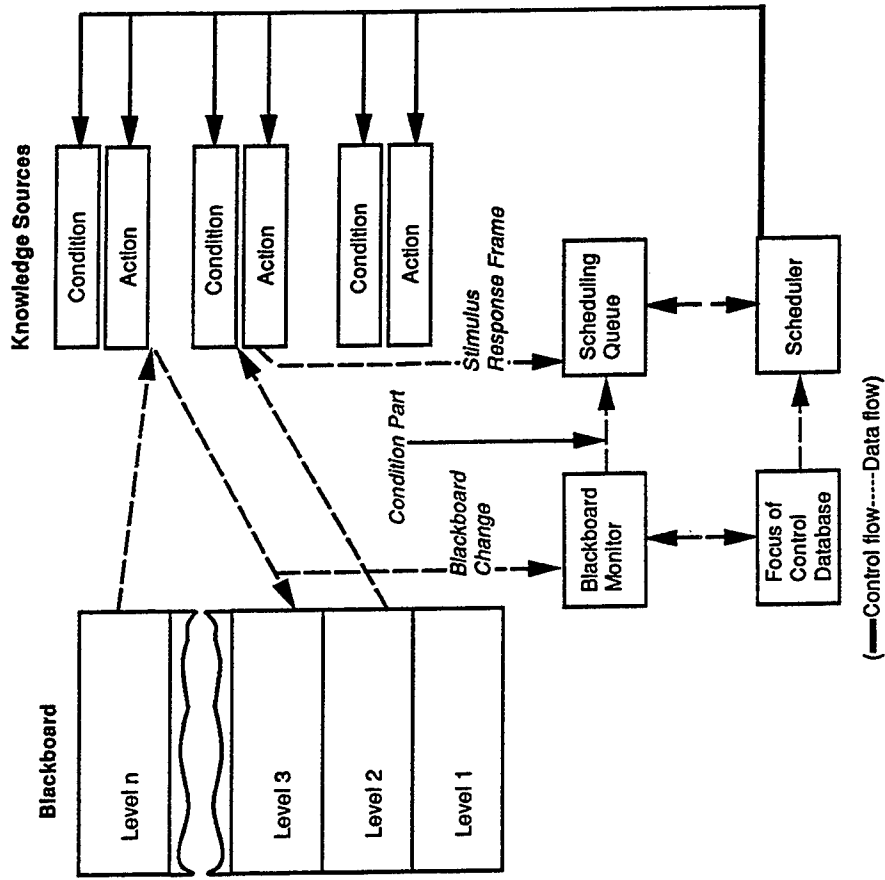 Blackboard
Knowledge Sources
Level n
Level 3
Level 2
Level 1
Condition
Action
Condition
Action
Condition
Action
Blackboard
Change
Condition Part
Stimulus
Response Frame
Blackboard
Monitor
Scheduling
Queue
Focus of
Control
Database
Scheduler
(——Control flow-----Data flow)